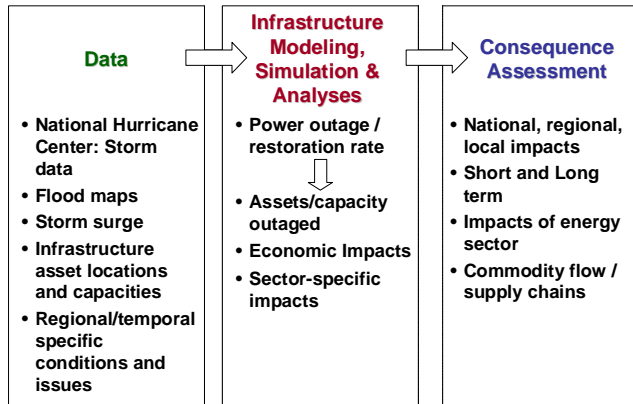 Data
• National Hurricane
Center: Storm
data
• Flood maps
• Storm surge
• Infrastructure
asset locations
and capacities
• Regional/temporal
specific
conditions and
issues
Infrastructure
Modeling,
Simulation &
Analyses
• Power outage /
restoration rate
• Assets/capacity
outaged
• Economic Impacts
• Sector-specific
impacts
Consequence
Assessment
• National, regional,
local impacts
• Short and Long
term
• Impacts of energy
sector
• Commodity flow /
supply chains